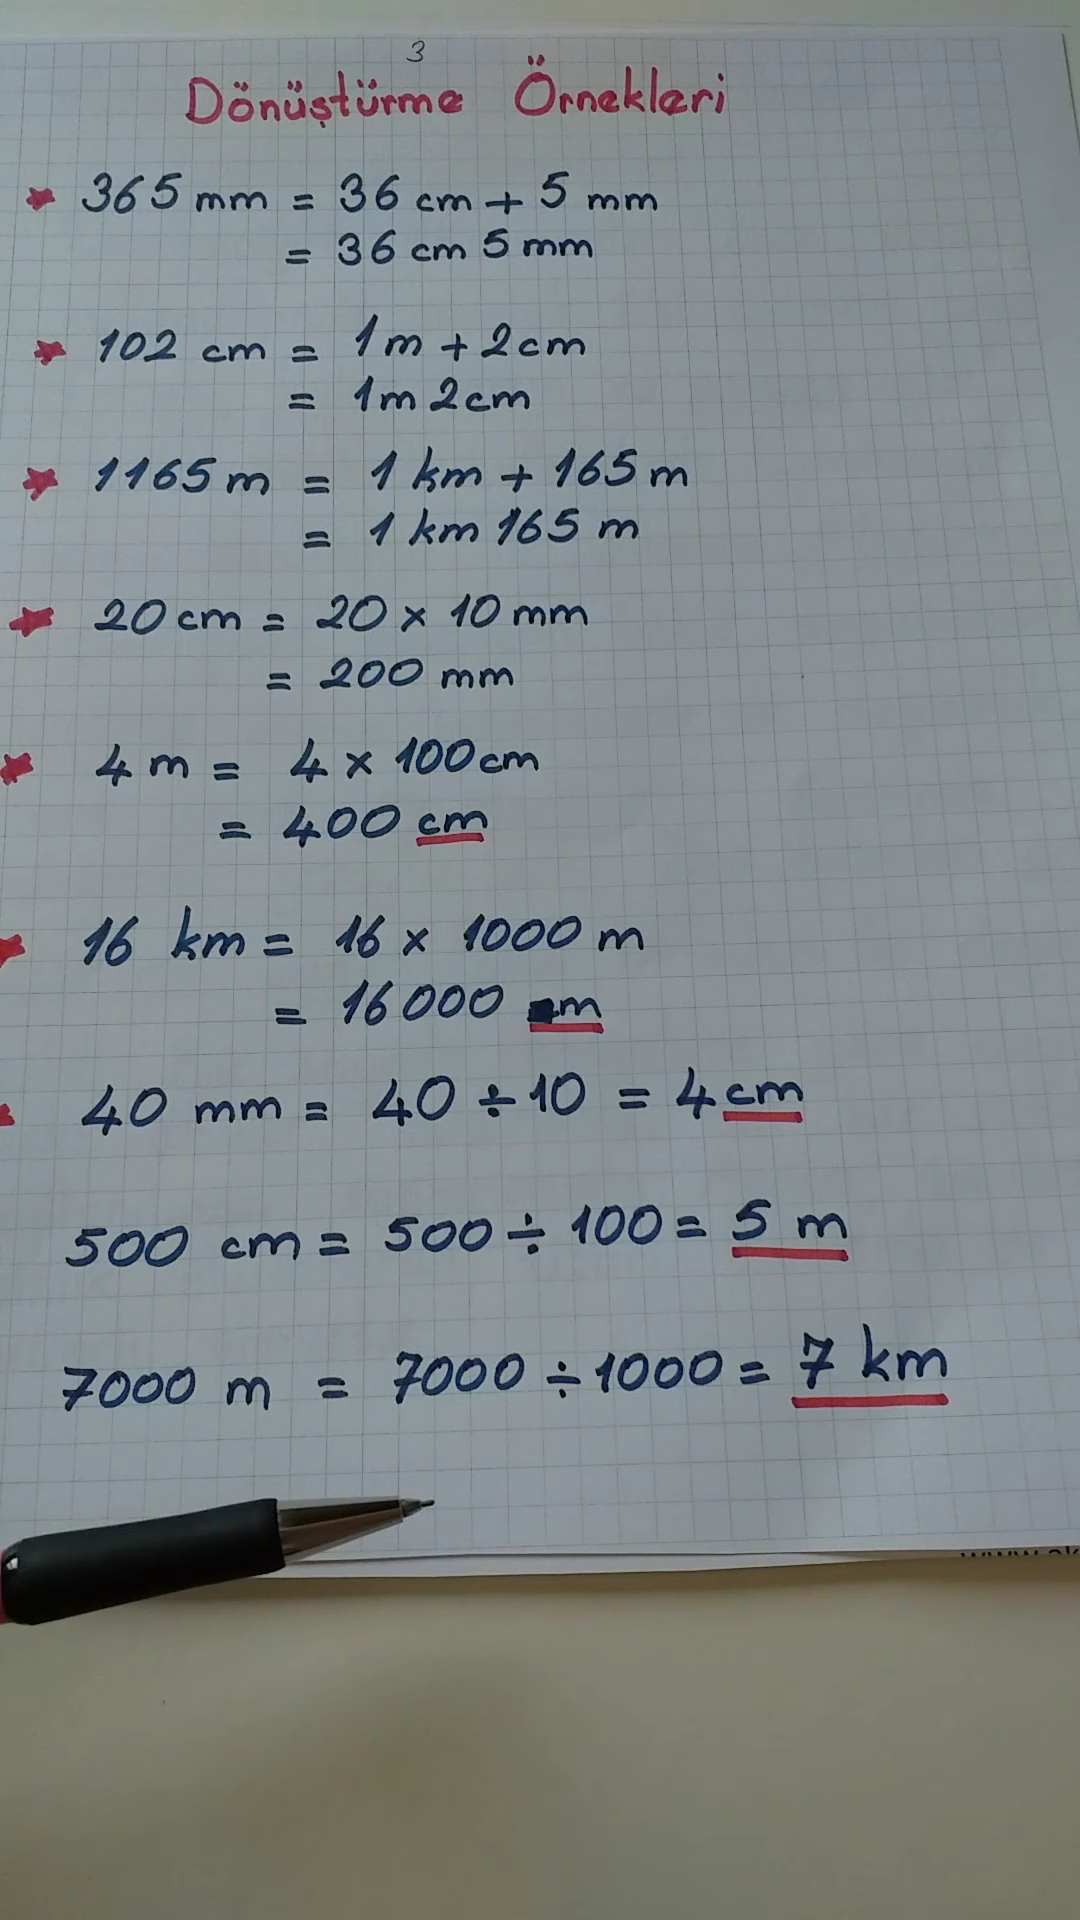 3
Dönüştürme Örnekleri
365 mm = 36 cm + 5 mm
= 36 cm 5 mm
102 cm = 1m + 2cm
= 1m 2cm
1165 m = 1 km + 165 m
= 1 km 165 m
20 cm = 20 x 10 mm
= 200 mm
4 m = 4 x 100 cm
= 400 cm
16 km = 16 x 1000 m
= 16000 m
40 mm = 40 ÷ 10 = 4 cm
500 cm = 500 ÷ 100 = 5 m
7000 m = 7000 ÷ 1000 = 7 km